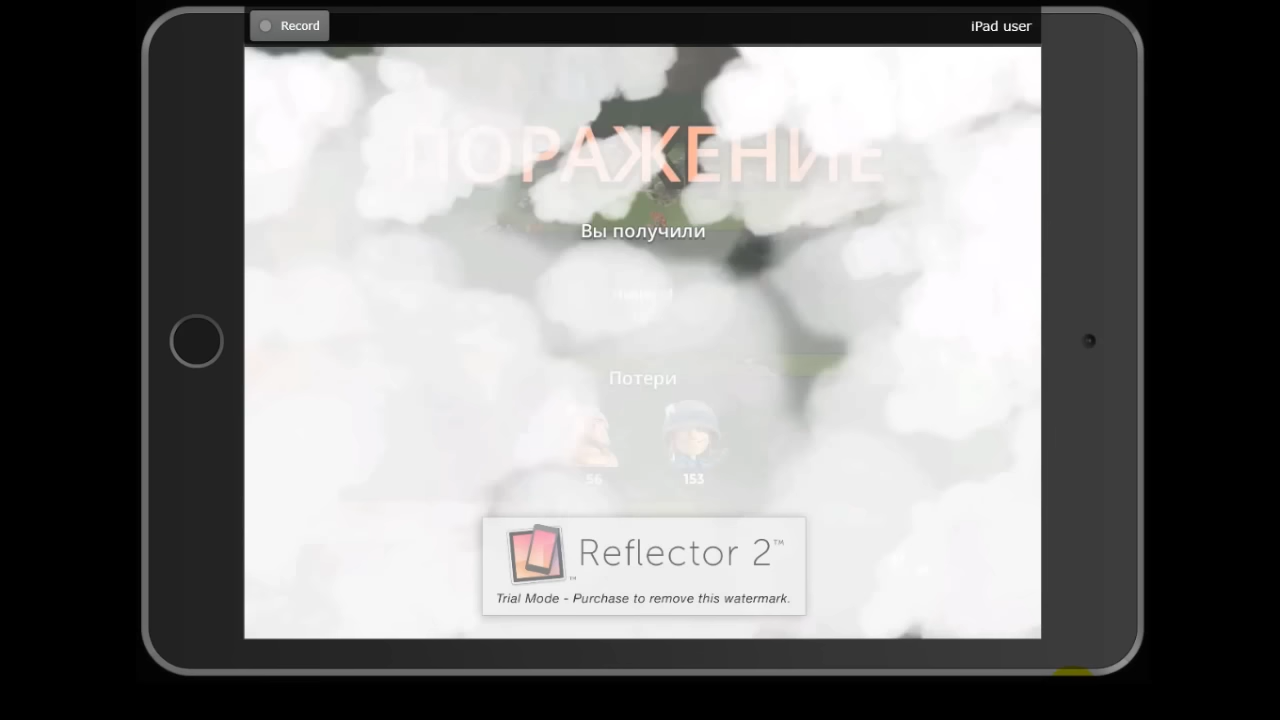 Record
iPad user
ПОРАЖЕНИЕ
Вы получили
Потери
56
153
Reflector 2™
Trial Mode - Purchase to remove this watermark.